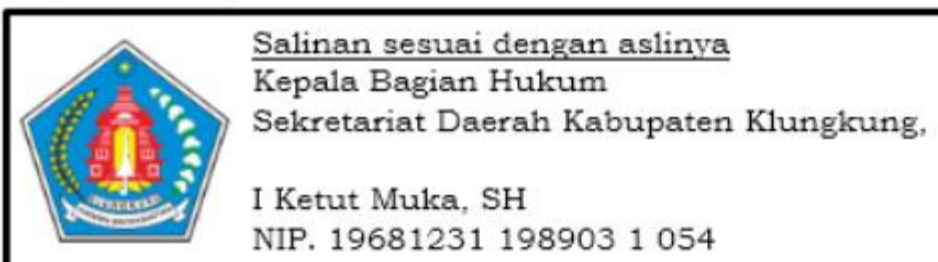 Salinan sesuai dengan aslinya
Kepala Bagian Hukum
Sekretariat Daerah Kabupaten Klungkung,
I Ketut Muka, SH
NIP. 19681231 198903 1 054